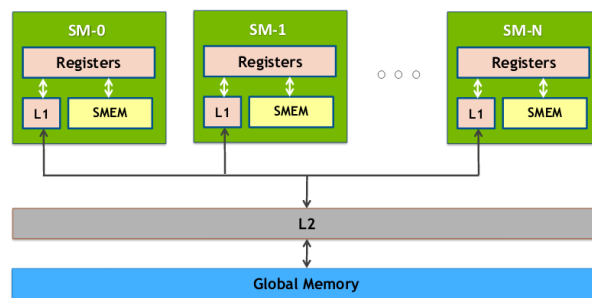 SM-0
Registers
L1
SMEM
SM-1
Registers
L1
SMEM
SM-N
Registers
L1
SMEM
L2
Global Memory